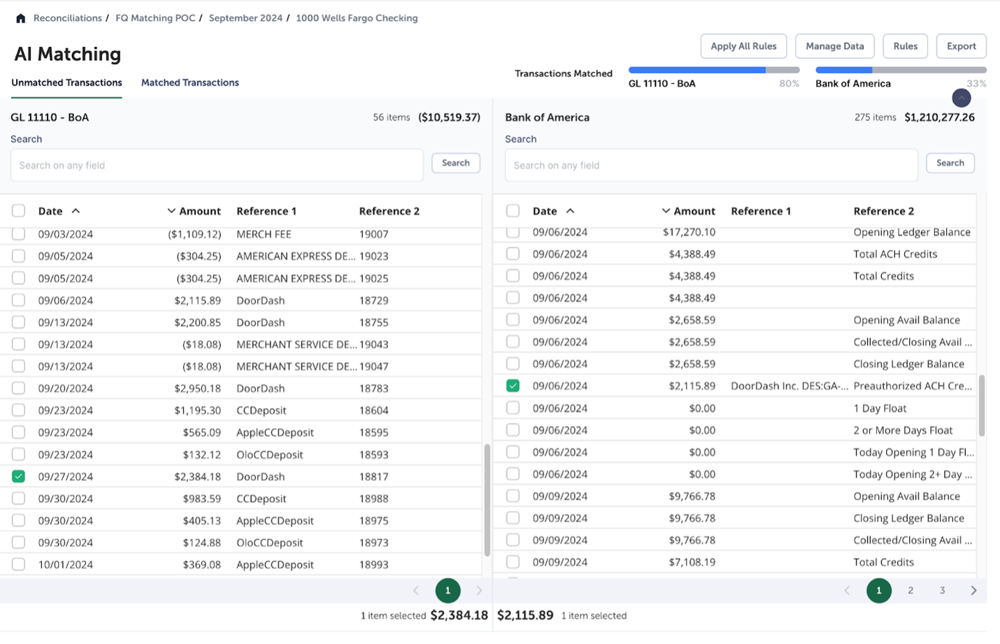 Reconciliations / FQ Matching POC / September 2024 / 1000 Wells Fargo Checking
AI Matching
Apply All Rules Manage Data Rules Export
Transactions Matched
GL 11110 - BoA 80%
Bank of America 33%
Unmatched Transactions Matched Transactions
GL 11110 - BoA 56 items ($10,519.37)
Search
Search on any field Search
Date Amount Reference 1 Reference 2
09/03/2024 ($1,109.12) MERCH FEE 19007
09/05/2024 ($304.25) AMERICAN EXPRESS DE... 19023
09/05/2024 ($304.25) AMERICAN EXPRESS DE... 19025
09/06/2024 $2,115.89 DoorDash 18729
09/13/2024 $2,200.85 DoorDash 18755
09/13/2024 ($18.08) MERCHANT SERVICE DE... 19043
09/13/2024 ($18.08) MERCHANT SERVICE DE... 19047
09/20/2024 $2,950.18 DoorDash 18783
09/23/2024 $1,195.30 CCDeposit 18604
09/23/2024 $565.09 AppleCCDeposit 18595
09/23/2024 $132.12 OloCCDeposit 18593
09/27/2024 $2,384.18 DoorDash 18817
09/30/2024 $983.59 CCDeposit 18988
09/30/2024 $405.13 AppleCCDeposit 18975
09/30/2024 $124.88 OloCCDeposit 18973
10/01/2024 $369.08 AppleCCDeposit 18993
1
1 item selected $2,384.18
Bank of America 275 items $1,210,277.26
Search
Search on any field Search
Date Amount Reference 1 Reference 2
09/06/2024 $17,270.10 Opening Ledger Balance
09/06/2024 $4,388.49 Total ACH Credits
09/06/2024 $4,388.49 Total Credits
09/06/2024 $4,388.49
09/06/2024 $2,658.59 Opening Avail Balance
09/06/2024 $2,658.59 Collected/Closing Avail ...
09/06/2024 $2,658.59 Closing Ledger Balance
09/06/2024 $2,115.89 DoorDash Inc. DES:GA-... Preauthorized ACH Cre...
09/06/2024 $0.00 1 Day Float
09/06/2024 $0.00 2 or More Days Float
09/06/2024 $0.00 Today Opening 1 Day Fl...
09/06/2024 $0.00 Today Opening 2+ Day ...
09/09/2024 $9,766.78 Opening Avail Balance
09/09/2024 $9,766.78 Closing Ledger Balance
09/09/2024 $9,766.78 Collected/Closing Avail ...
09/09/2024 $7,108.19 Total Credits
1 2 3
$2,115.89 1 item selected